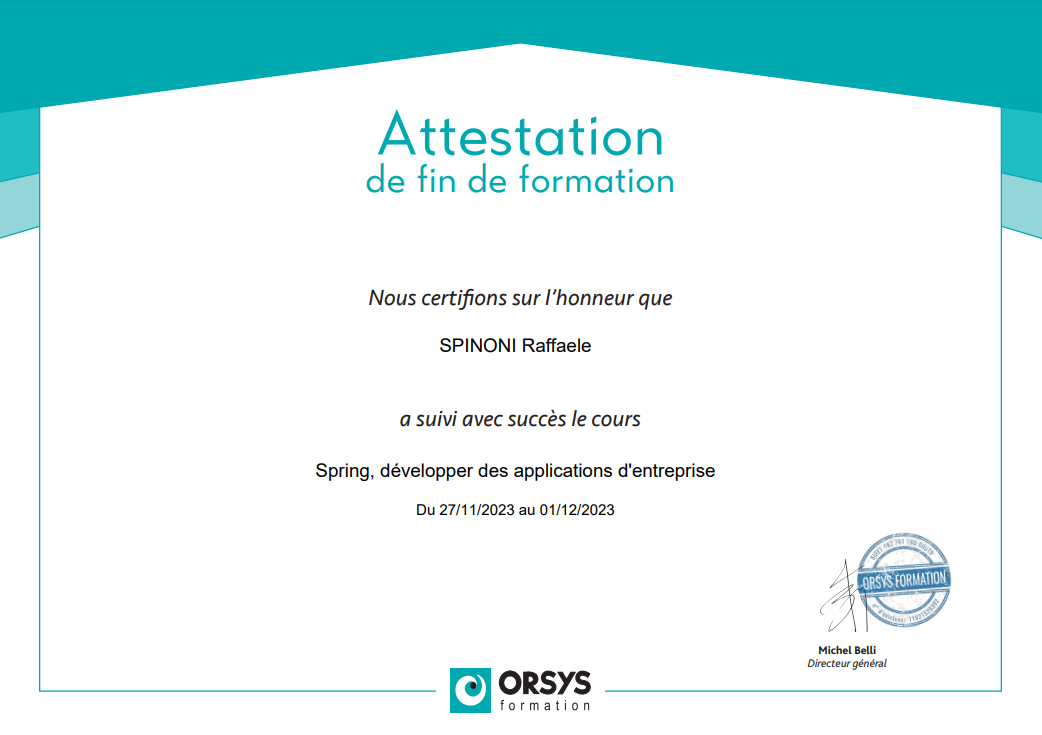 Attestation
de fin de formation
Nous certifions sur l'honneur que
SPINONI Raffaele
a suivi avec succès le cours
Spring, développer des applications d'entreprise
Du 27/11/2023 au 01/12/2023
ORSYS FORMATION
Michel Belli
Directeur général
ORSYS
formation